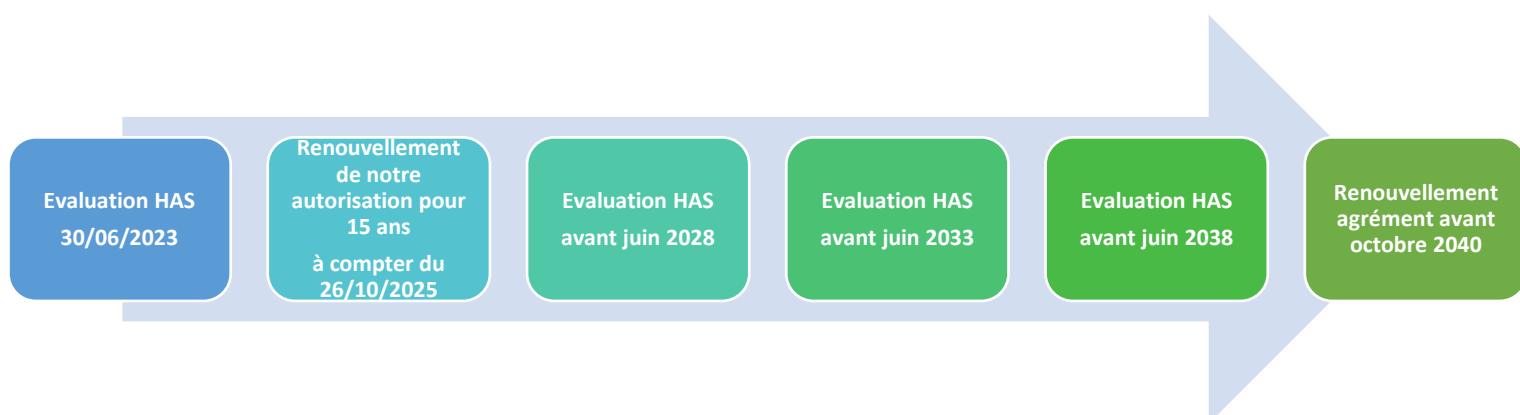 Evaluation HAS
30/06/2023
Renouvellement
de notre
autorisation pour
15 ans
à compter du
26/10/2025
Evaluation HAS
avant juin 2028
Evaluation HAS
avant juin 2033
Evaluation HAS
avant juin 2038
Renouvellement
agrément avant
octobre 2040